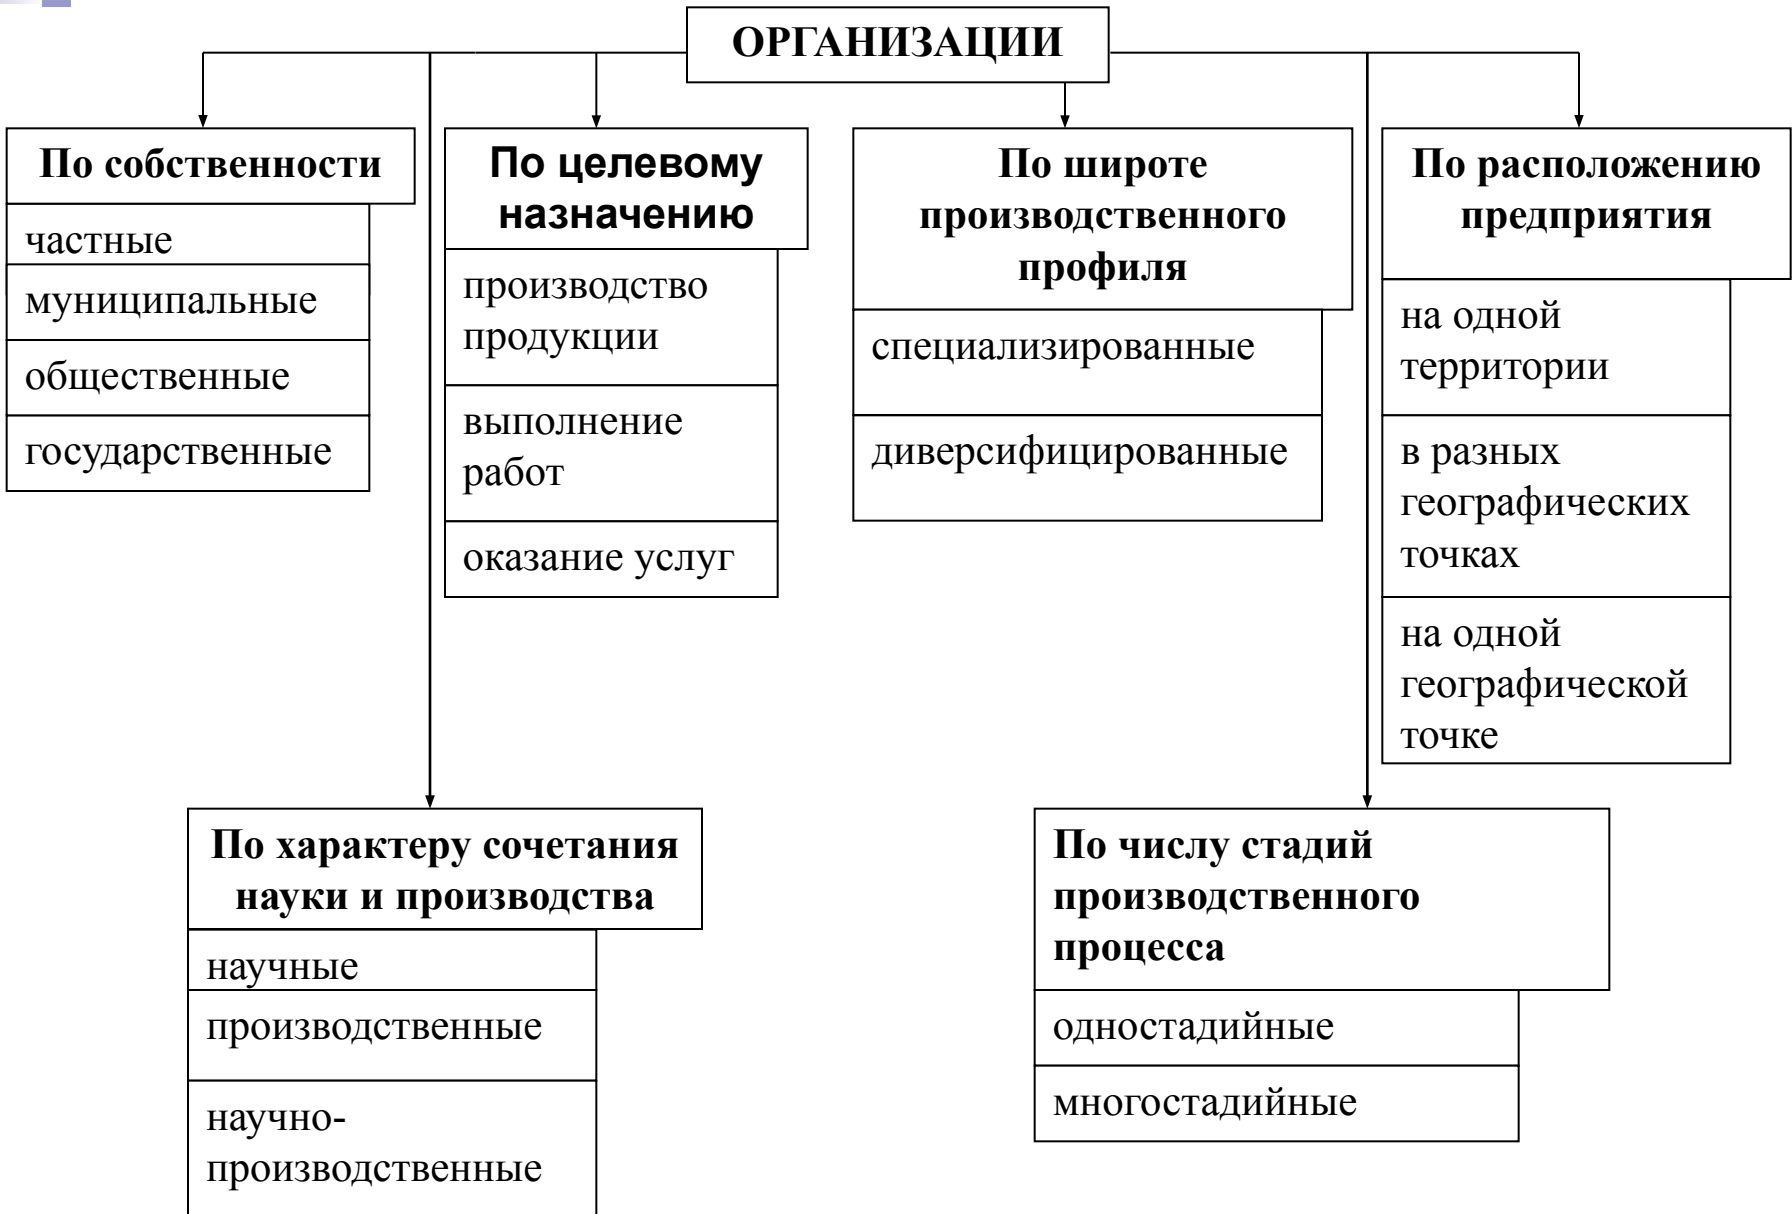 ОРГАНИЗАЦИИ
По собственности
частные
муниципальные
общественные
государственные
По целевому
назначению
производство
продукции
выполнение
работ
оказание услуг
По широте
производственного
профиля
специализированные
диверсифицированные
По расположению
предприятия
на одной
территории
в разных
географических
точках
на одной
географической
точке
По характеру сочетания
науки и производства
научные
производственные
научно-
производственные
По числу стадий
производственного
процесса
одностадийные
многостадийные